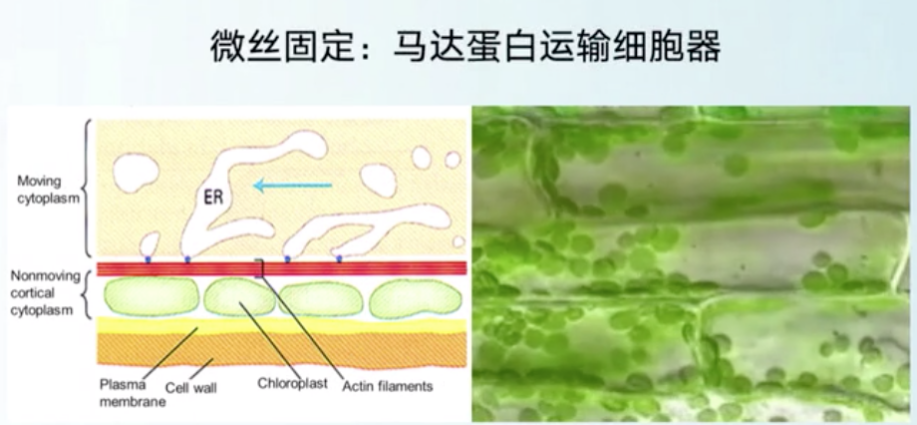 微丝固定：马达蛋白运输细胞器
Moving
cytoplasm
ER
Nonmoving
cortical
cytoplasm
Plasma
membrane
Cell wall
Chloroplast
Actin filaments